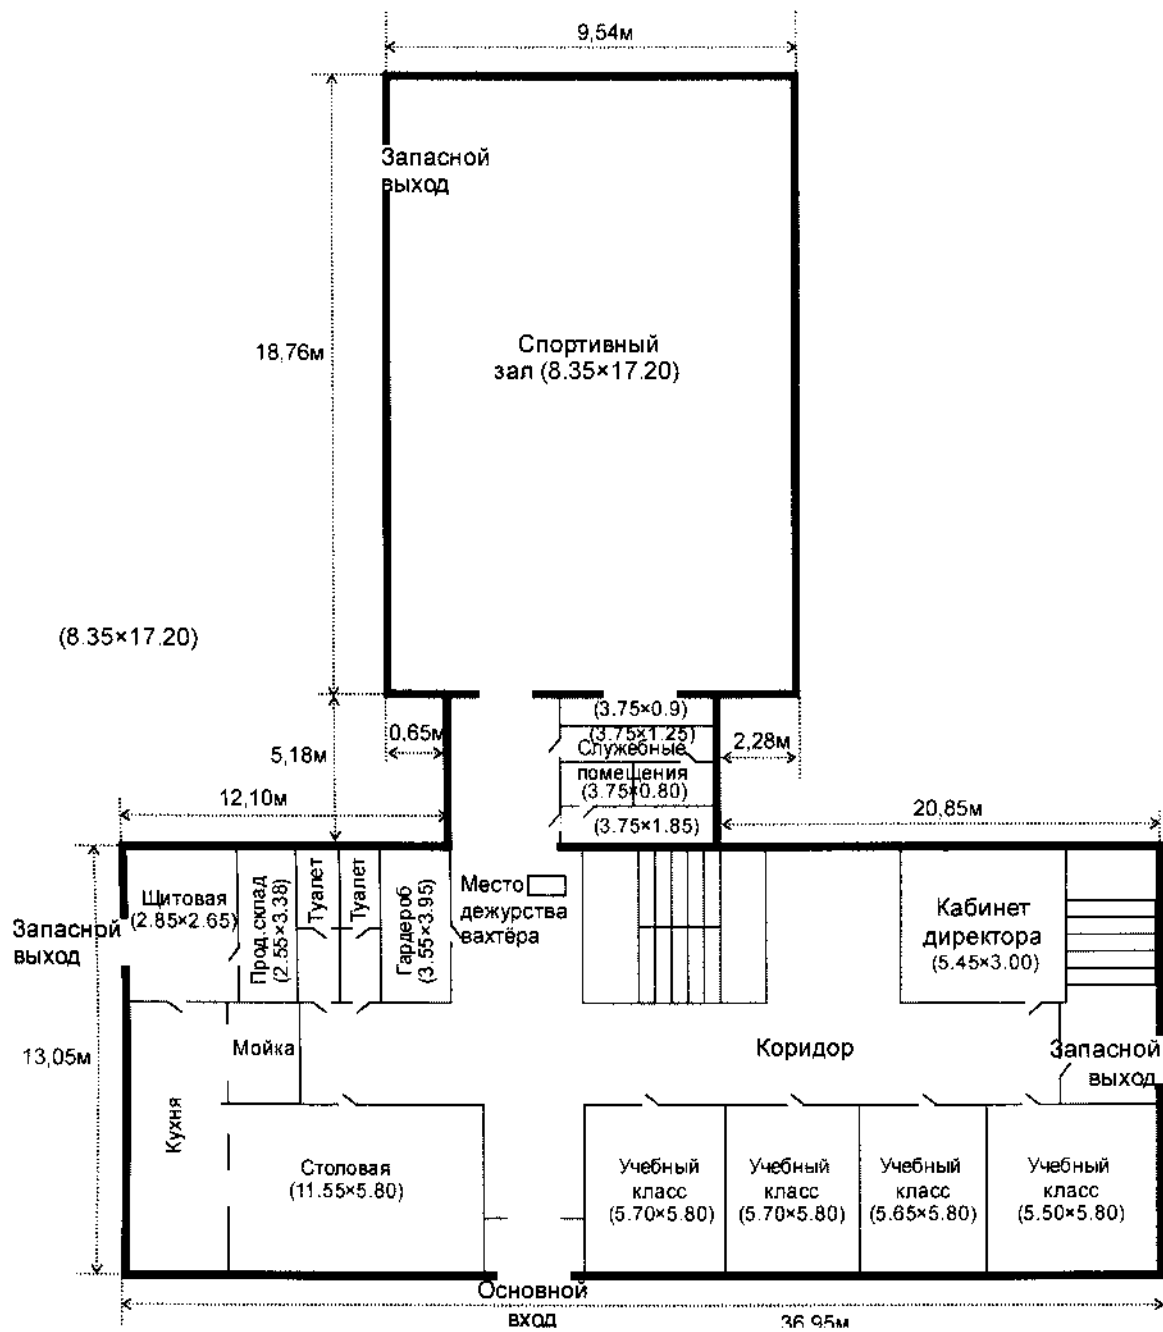 9,54м
Запасной
выход
18,76м
Спортивный
зал (8.35×17.20)
(8.35×17.20)
(3.75×0.9)
0,65м
(3.75×1.25)
2,28м
5,18м
Служебные
помещения
12,10м
(3.75×0.80)
20,85м
(3.75×1.85)
Щитовая
(2.85×2.65)
Прод.склад
(2.55×3.38)
Туалет
Туалет
Гардероб
(3.55×3.95)
Место
дежурства
вахтёра
Кабинет
директора
(5.45×3.00)
Запасной
выход
13,05м
Мойка
Коридор
Запасной
выход
Кухня
Столовая
(11.55×5.80)
Учебный
класс
(5.70×5.80)
Учебный
класс
(5.70×5.80)
Учебный
класс
(5.65×5.80)
Учебный
класс
(5.50×5.80)
Основной
вход
36,95м